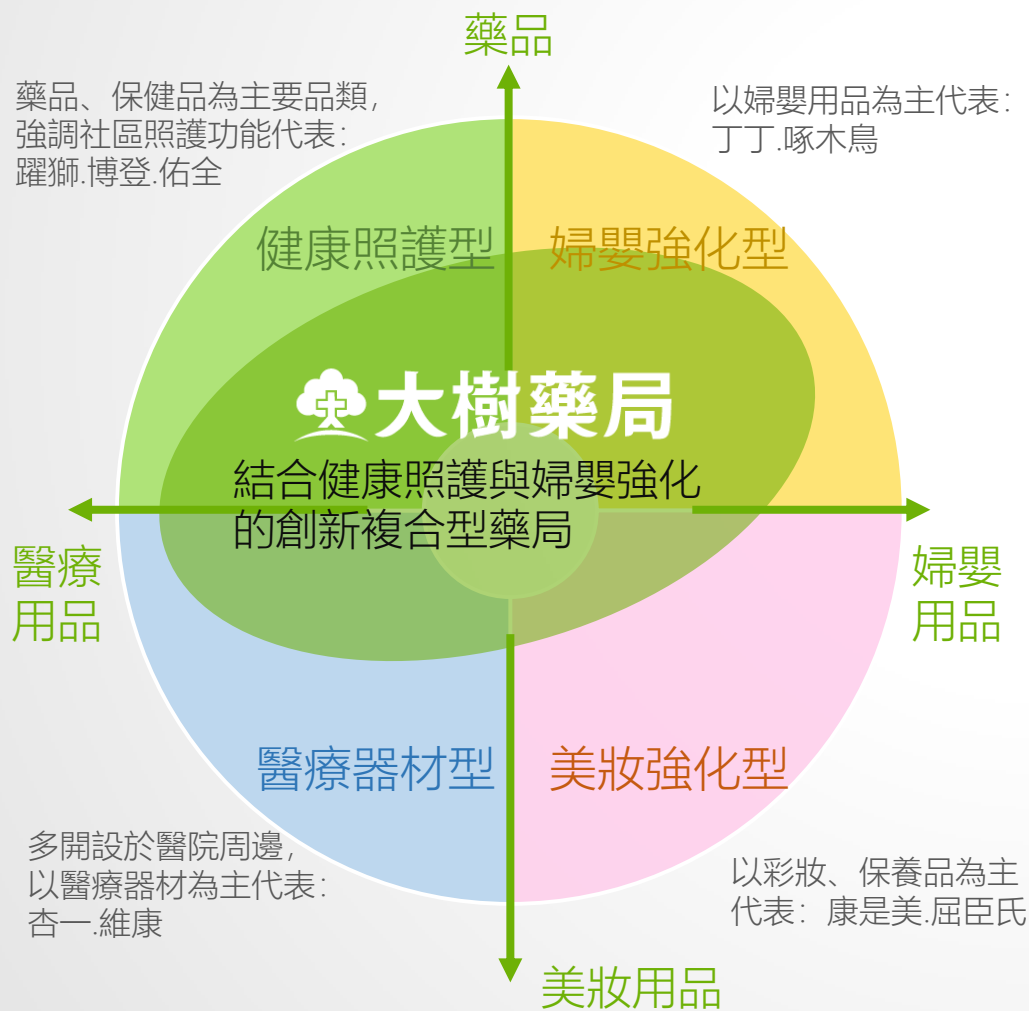 藥品
藥品、保健品為主要品類，
強調社區照護功能代表：
躍獅.博登.佑全
以婦嬰用品為主代表：
丁丁.啄木鳥
健康照護型
婦嬰強化型
大樹藥局
結合健康照護與婦嬰強化
的創新複合型藥局
醫療
用品
婦嬰
用品
醫療器材型
美妝強化型
多開設於醫院周邊，
以醫療器材為主代表：
杏一.維康
以彩妝、保養品為主
代表：康是美.屈臣氏
美妝用品